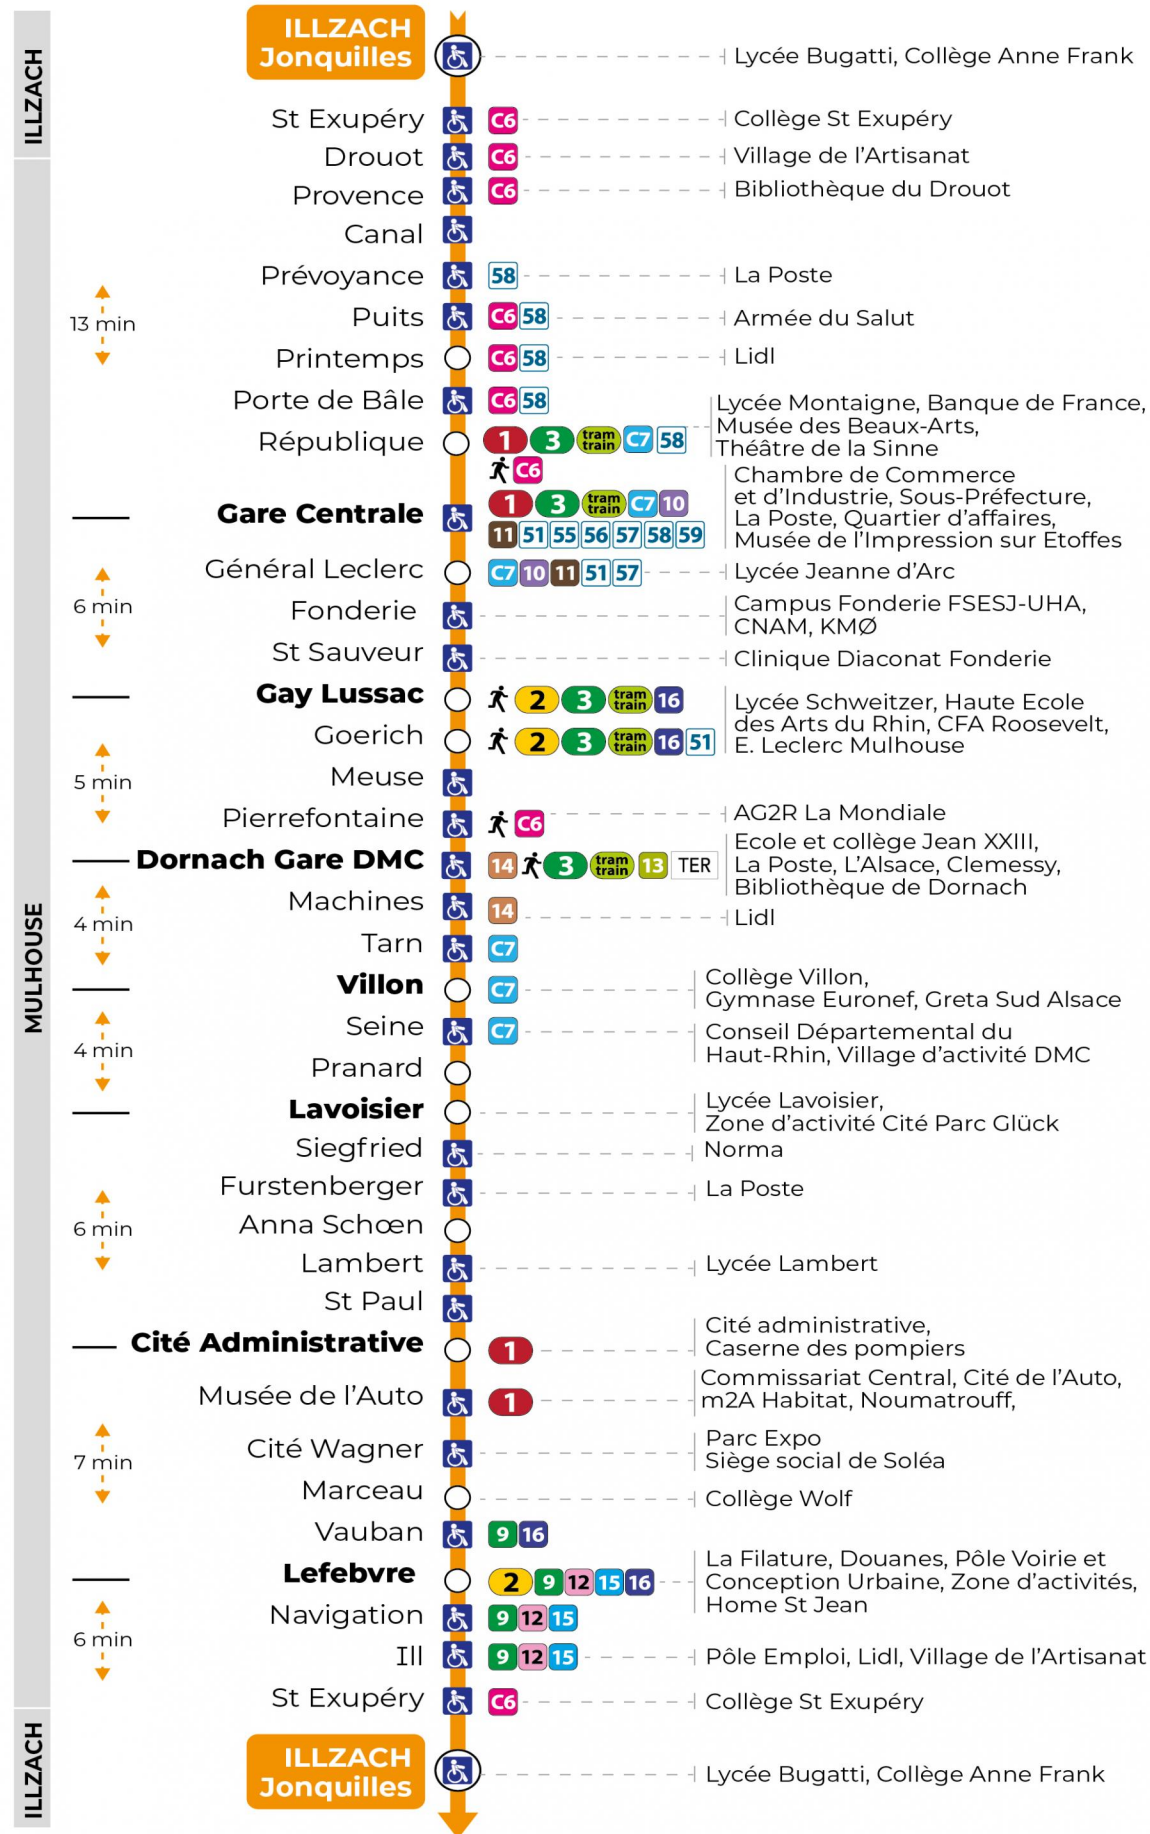 ILLZACH
ILLZACH
Jonquilles
Lycée Bugatti, Collège Anne Frank
St Exupéry C6 Collège St Exupéry
Drouot C6 Village de l'Artisanat
Provence C6 Bibliothèque du Drouot
Canal
Prévoyance 58 La Poste
13 min
Puits C6 58 Armée du Salut
Printemps C6 58 Lidl
Porte de Bâle C6 58
République 1 3 tram train C7 58
Lycée Montaigne, Banque de France,
Musée des Beaux-Arts,
Théâtre de la Sinne
C6
Gare Centrale
1 3 tram train C7 10
11 51 55 56 57 58 59
Chambre de Commerce
et d'Industrie, Sous-Préfecture,
La Poste, Quartier d'affaires,
Musée de l'Impression sur Etoffes
Général Leclerc C7 10 11 51 57 Lycée Jeanne d'Arc
6 min
Fonderie
Campus Fonderie FSESJ-UHA,
CNAM, KMØ
St Sauveur Clinique Diaconat Fonderie
Gay Lussac 2 3 tram train 16
Goerich 2 3 tram train 16 51
Lycée Schweitzer, Haute Ecole
des Arts du Rhin, CFA Roosevelt,
E. Leclerc Mulhouse
Meuse
5 min
Pierrefontaine C6 AG2R La Mondiale
Dornach Gare DMC 14 3 tram train 13 TER
Ecole et collège Jean XXIII,
La Poste, L'Alsace, Clemessy,
Bibliothèque de Dornach
MULHOUSE
Machines 14 Lidl
4 min
Tarn C7
Villon C7
Collège Villon,
Gymnase Euronef, Greta Sud Alsace
Seine C7
Conseil Départemental du
Haut-Rhin, Village d'activité DMC
4 min
Pranard
Lavoisier
Lycée Lavoisier,
Zone d'activité Cité Parc Glück
Siegfried Norma
Furstenberger La Poste
6 min
Anna Schœn
Lambert Lycée Lambert
St Paul
Cité Administrative 1
Cité administrative,
Caserne des pompiers
Musée de l'Auto 1
Commissariat Central, Cité de l'Auto,
m2A Habitat, Noumatrouff,
Cité Wagner
Parc Expo
Siège social de Soléa
7 min
Marceau Collège Wolf
Vauban 9 16
Lefebvre 2 9 12 15 16
La Filature, Douanes, Pôle Voirie et
Conception Urbaine, Zone d'activités,
Home St Jean
Navigation 9 12 15
6 min
Ill 9 12 15 Pôle Emploi, Lidl, Village de l'Artisanat
St Exupéry C6 Collège St Exupéry
ILLZACH
ILLZACH
Jonquilles
Lycée Bugatti, Collège Anne Frank